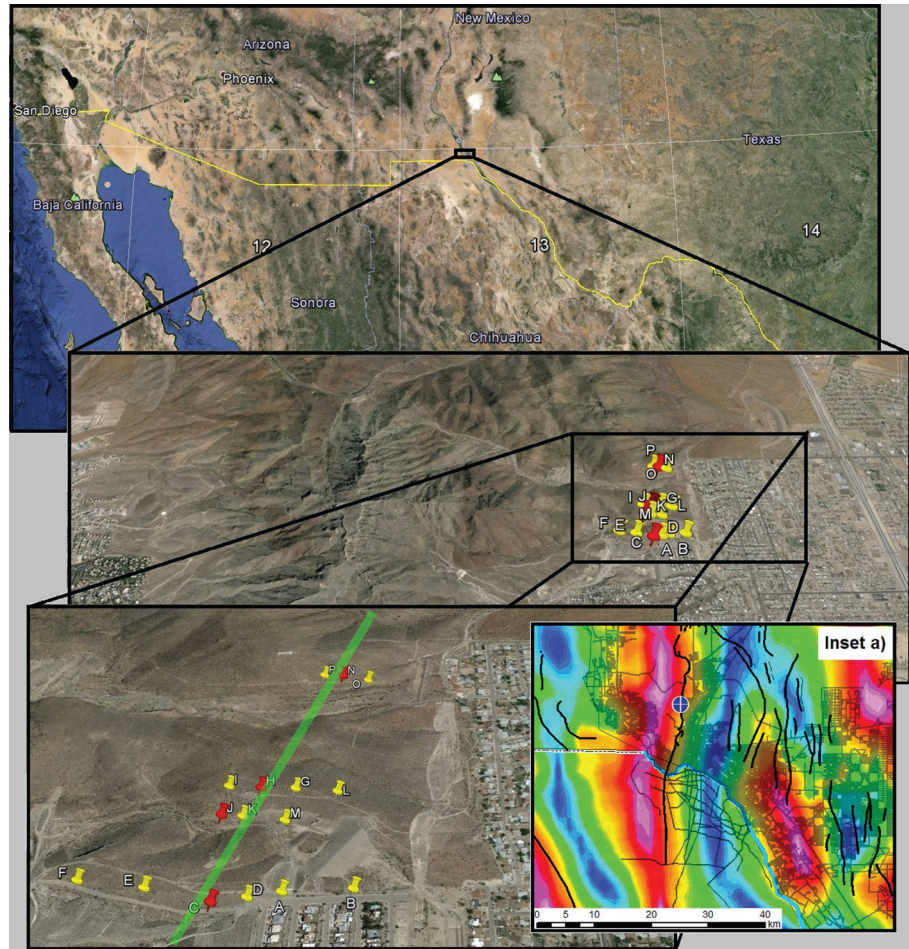 New Mexico
Arizona
Phoenix
San Diego
Texas
Baja California
12
13
14
Sonora
Chihuahua
P
N
O
I
J
G
K
L
M
F
E
D
C
A
B
Inset a)
P
N
O
I
H
G
L
J
K
M
F
E
D
C
A
B
0 5 10 20 30 40
km